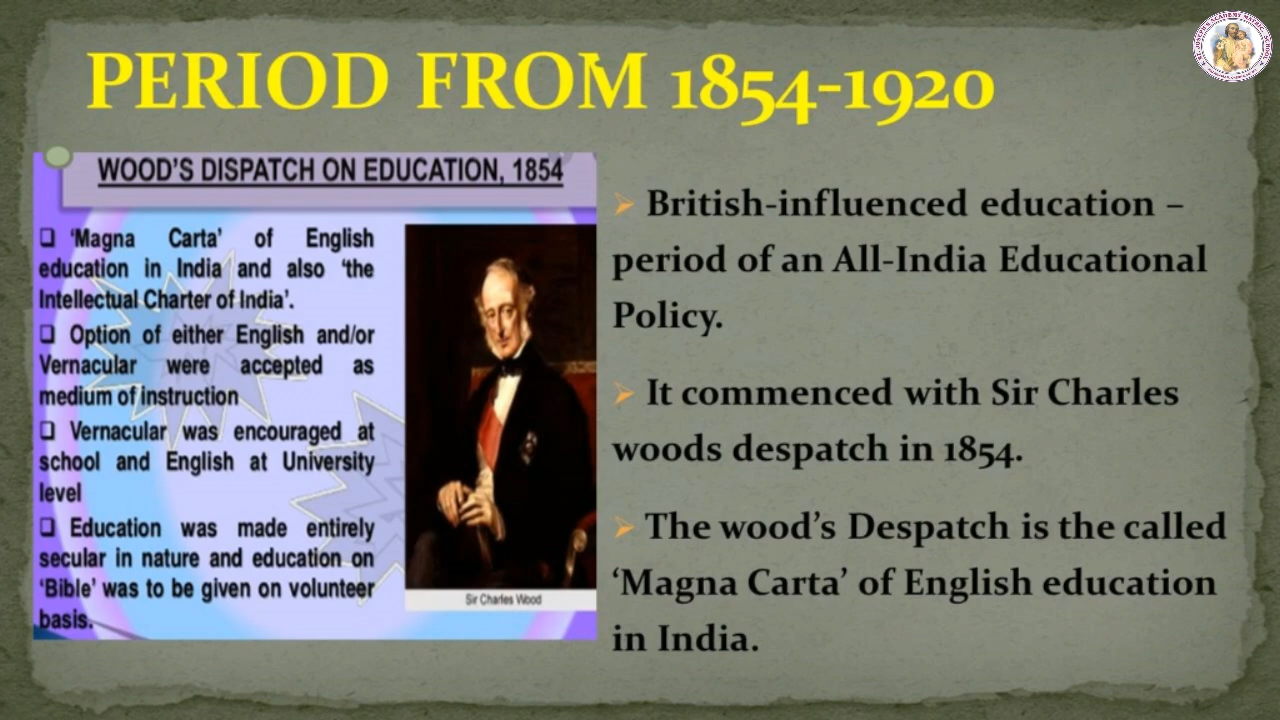 PERIOD FROM 1854-1920
WOOD'S DISPATCH ON EDUCATION, 1854
❑ 'Magna Carta' of English
education in India and also 'the
Intellectual Charter of India'.
❑ Option of either English and/or
Vernacular were accepted as
medium of instruction
❑ Vernacular was encouraged at
school and English at University
level
❑ Education was made entirely
secular in nature and education on
'Bible' was to be given on volunteer
basis.
Sir Charles Wood
➢ British-influenced education –
period of an All-India Educational
Policy.
➢ It commenced with Sir Charles
woods despatch in 1854.
➢ The wood's Despatch is the called
'Magna Carta' of English education
in India.